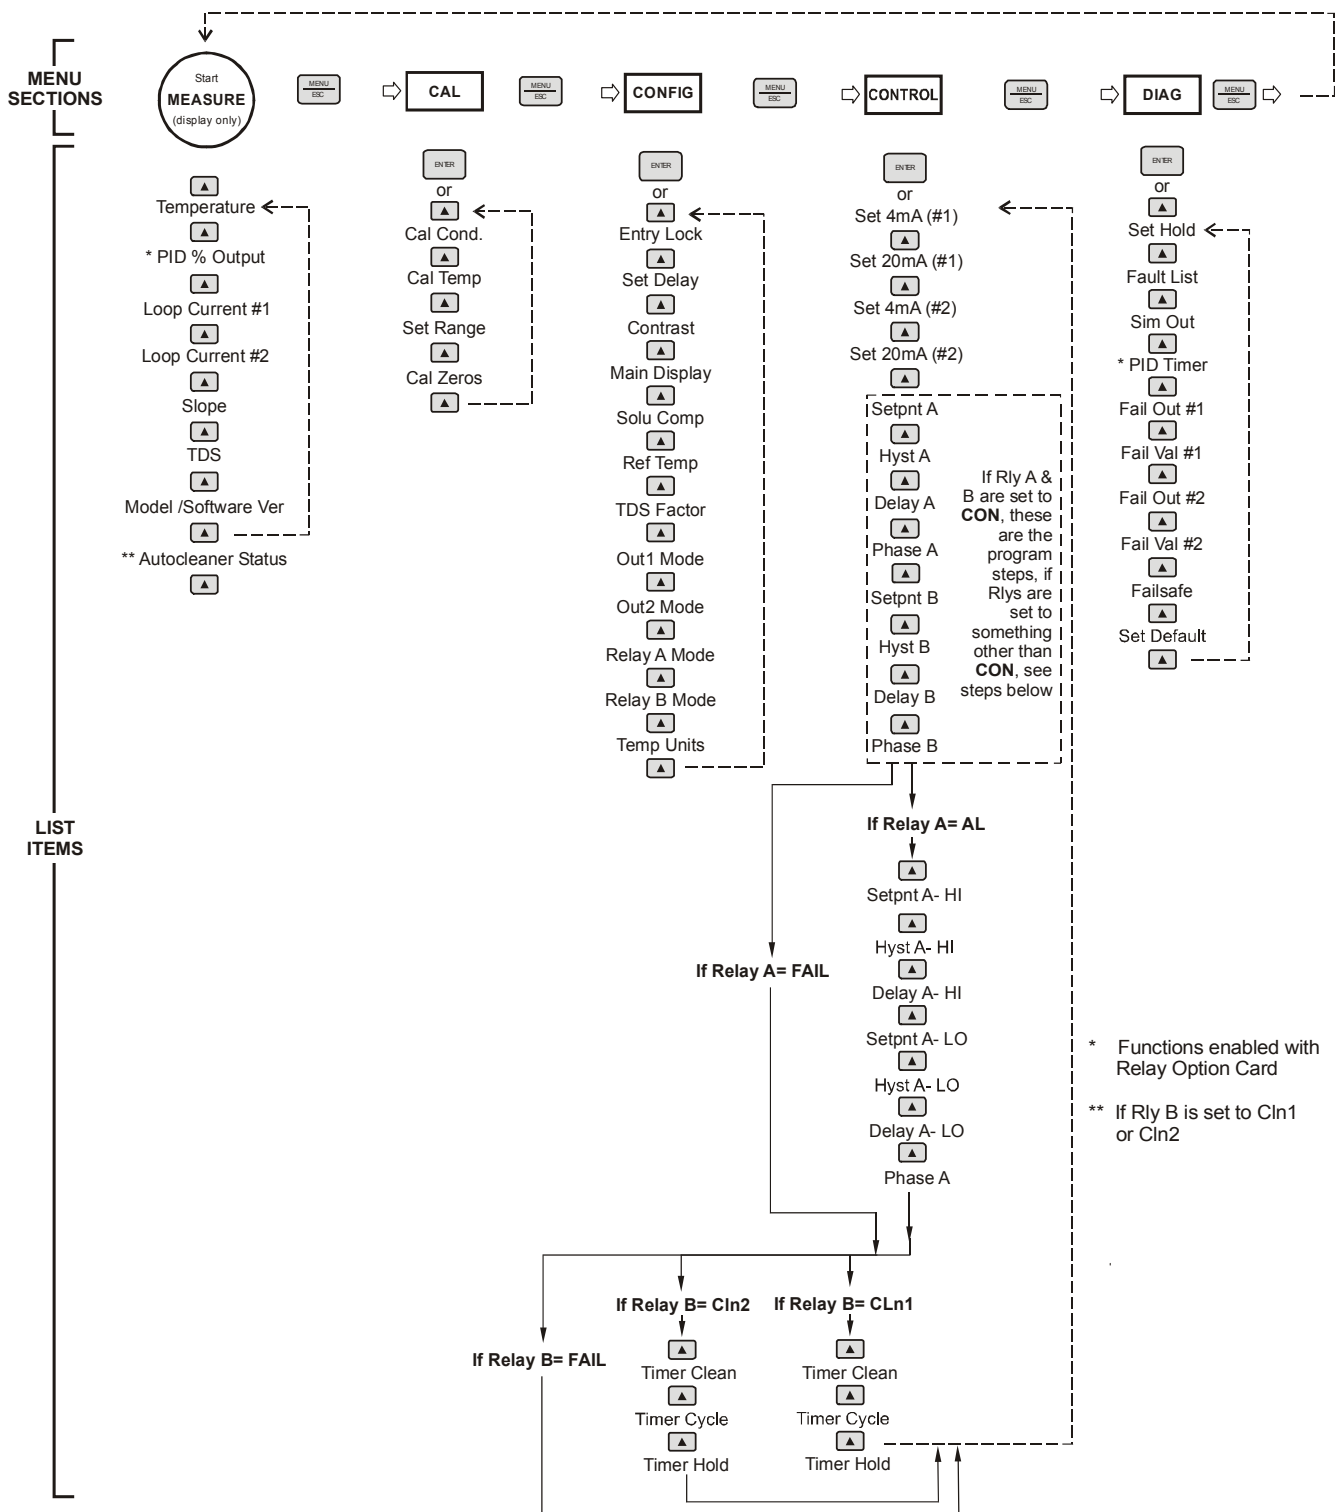 MENU
SECTIONS
Start
MEASURE
(display only)
MENU
ESC
CAL
MENU
ESC
CONFIG
MENU
ESC
CONTROL
MENU
ESC
DIAG
MENU
ESC
LIST
ITEMS
Temperature
* PID % Output
Loop Current #1
Loop Current #2
Slope
TDS
Model /Software Ver
** Autocleaner Status
ENTER
or
Cal Cond.
Cal Temp
Set Range
Cal Zeros
ENTER
or
Entry Lock
Set Delay
Contrast
Main Display
Solu Comp
Ref Temp
TDS Factor
Out1 Mode
Out2 Mode
Relay A Mode
Relay B Mode
Temp Units
ENTER
or
Set 4mA (#1)
Set 20mA (#1)
Set 4mA (#2)
Set 20mA (#2)
Setpnt A
Hyst A
Delay A
Phase A
Setpnt B
Hyst B
Delay B
Phase B
If Rly A &
B are set to
CON, these
are the
program
steps, if
Rlys are
set to
something
other than
CON, see
steps below
ENTER
or
Set Hold
Fault List
Sim Out
* PID Timer
Fail Out #1
Fail Val #1
Fail Out #2
Fail Val #2
Failsafe
Set Default
If Relay A= AL
Setpnt A- HI
Hyst A- HI
Delay A- HI
Setpnt A- LO
Hyst A- LO
Delay A- LO
Phase A
If Relay A= FAIL
* Functions enabled with
Relay Option Card
** If Rly B is set to Cln1
or Cln2
If Relay B= FAIL
If Relay B= Cln2
Timer Clean
Timer Cycle
Timer Hold
If Relay B= CLn1
Timer Clean
Timer Cycle
Timer Hold